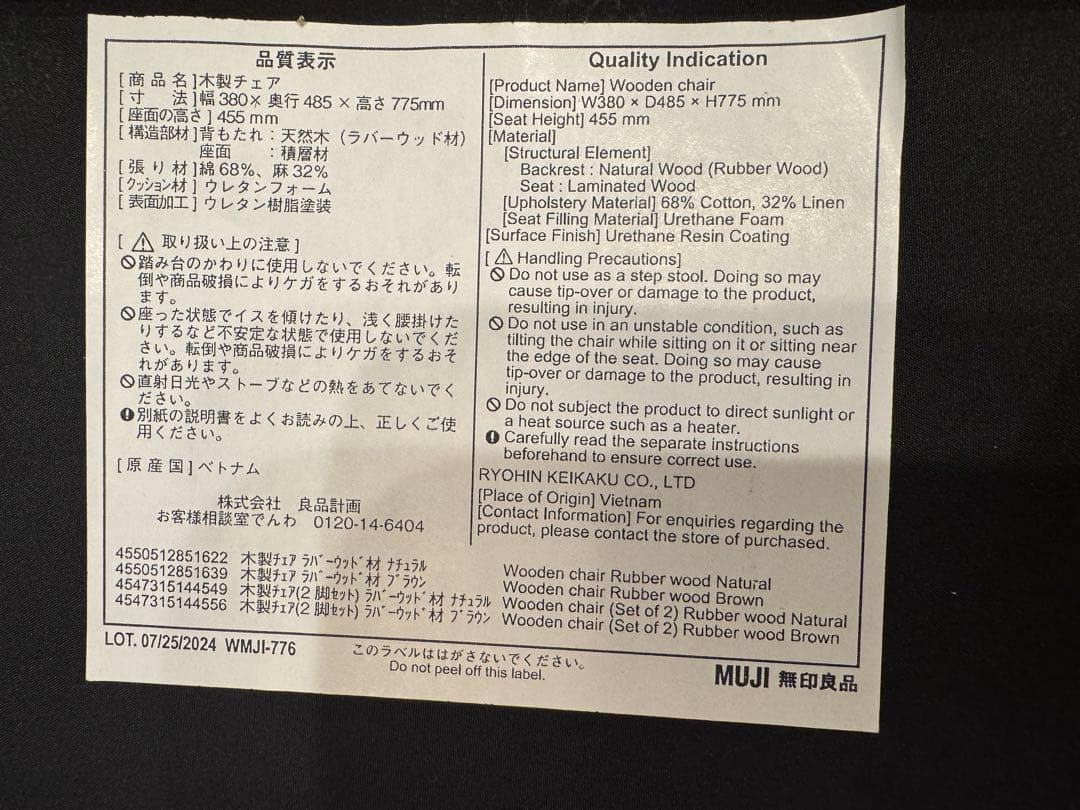 品質表示
[商品名]木製チェア
[寸　法]幅380×奥行485×高さ775mm
[座面の高さ] 455 mm
[構造部材]背もたれ：天然木（ラバーウッド材）
座面　：積層材
[張り材]綿68%、麻32%
[クッション材] ウレタンフォーム
[表面加工] ウレタン樹脂塗装
[⚠ 取り扱い上の注意]
🚫踏み台のかわりに使用しないでください。転
倒や商品破損によりケガをするおそれがあり
ます。
🚫座った状態でイスを傾けたり、浅く腰掛けた
りするなど不安定な状態で使用しないでくだ
さい。転倒や商品破損によりケガをするおそ
れがあります。
🚫直射日光やストーブなどの熱をあてないでく
ださい。
❗別紙の説明書をよくお読みの上、正しくご使
用ください。
[原産国]ベトナム
株式会社　良品計画
お客様相談室でんわ　0120-14-6404
Quality Indication
[Product Name] Wooden chair
[Dimension] W380 × D485 × H775 mm
[Seat Height] 455 mm
[Material]
[Structural Element]
Backrest : Natural Wood (Rubber Wood)
Seat : Laminated Wood
[Upholstery Material] 68% Cotton, 32% Linen
[Seat Filling Material] Urethane Foam
[Surface Finish] Urethane Resin Coating
[⚠ Handling Precautions]
🚫 Do not use as a step stool. Doing so may
cause tip-over or damage to the product,
resulting in injury.
🚫 Do not use in an unstable condition, such as
tilting the chair while sitting on it or sitting near
the edge of the seat. Doing so may cause
tip-over or damage to the product, resulting in
injury.
🚫 Do not subject the product to direct sunlight or
a heat source such as a heater.
❗ Carefully read the separate instructions
beforehand to ensure correct use.
RYOHIN KEIKAKU CO., LTD
[Place of Origin] Vietnam
[Contact Information] For enquiries regarding the
product, please contact the store of purchased.
4550512851622 木製ﾁｪｱ ﾗﾊﾞｰｳｯﾄﾞ材 ﾅﾁｭﾗﾙ Wooden chair Rubber wood Natural
4550512851639 木製ﾁｪｱ ﾗﾊﾞｰｳｯﾄﾞ材 ﾌﾞﾗｳﾝ Wooden chair Rubber wood Brown
4547315144549 木製ﾁｪｱ(2脚ｾｯﾄ) ﾗﾊﾞｰｳｯﾄﾞ材 ﾅﾁｭﾗﾙ Wooden chair (Set of 2) Rubber wood Natural
4547315144556 木製ﾁｪｱ(2脚ｾｯﾄ) ﾗﾊﾞｰｳｯﾄﾞ材 ﾌﾞﾗｳﾝ Wooden chair (Set of 2) Rubber wood Brown
LOT. 07/25/2024 WMJI-776
このラベルははがさないでください。
Do not peel off this label.
MUJI 無印良品